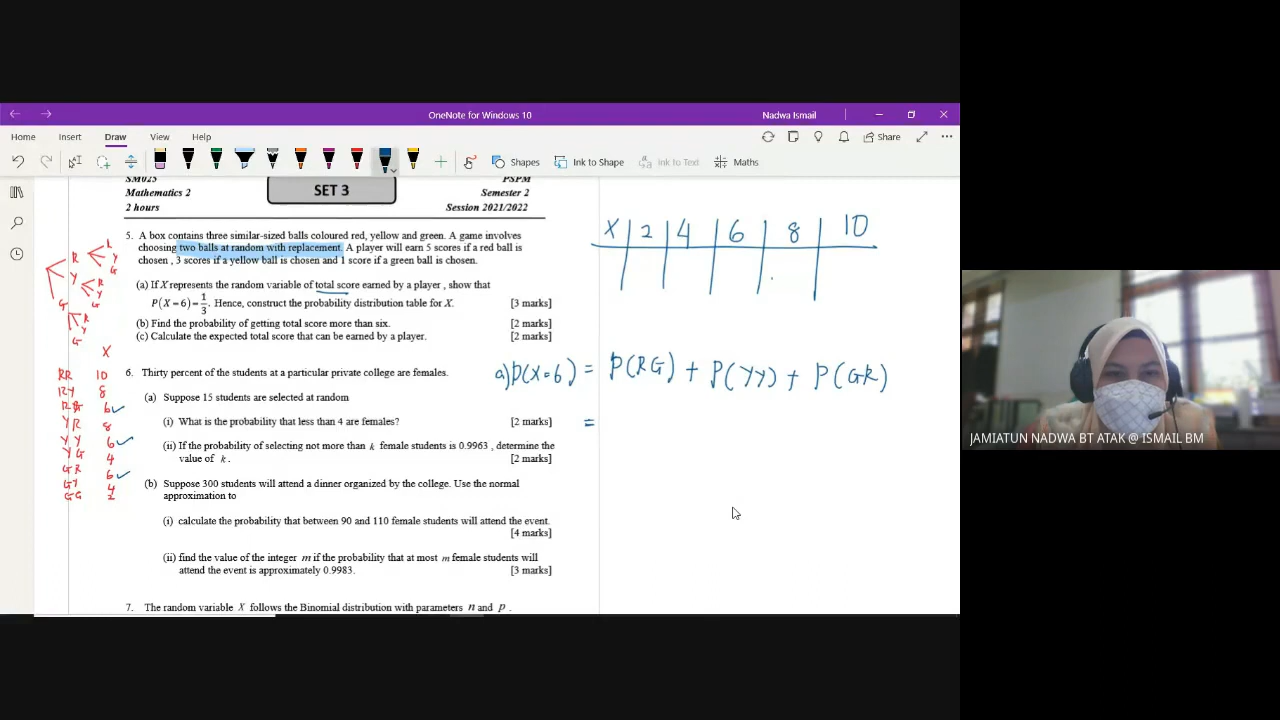 OneNote for Windows 10
Nadwa Ismail
Home Insert Draw View Help
Share
Shapes Ink to Shape Ink to Text Maths
SM025 PSPM
Mathematics 2 SET 3 Semester 2
2 hours Session 2021/2022
5. A box contains three similar-sized balls coloured red, yellow and green. A game involves
choosing two balls at random with replacement. A player will earn 5 scores if a red ball is
chosen , 3 scores if a yellow ball is chosen and 1 score if a green ball is chosen.
(a) If X represents the random variable of total score earned by a player , show that
P(X=6)=1/3. Hence, construct the probability distribution table for X. [3 marks]
(b) Find the probability of getting total score more than six. [2 marks]
(c) Calculate the expected total score that can be earned by a player. [2 marks]
6. Thirty percent of the students at a particular private college are females.
(a) Suppose 15 students are selected at random
(i) What is the probability that less than 4 are females? [2 marks]
(ii) If the probability of selecting not more than k female students is 0.9963 , determine the
value of k . [2 marks]
(b) Suppose 300 students will attend a dinner organized by the college. Use the normal
approximation to
(i) calculate the probability that between 90 and 110 female students will attend the event.
[4 marks]
(ii) find the value of the integer m if the probability that at most m female students will
attend the event is approximately 0.9983. [3 marks]
7. The random variable X follows the Binomial distribution with parameters n and p .
R R
Y
G
Y R
Y
G
G R
Y
G
X
RR 10
RY 8
RG 6 ✓
YR 8
YY 6 ✓
YG 4
GR 6 ✓
GY 4
GG 2
X 2 4 6 8 10
a) P(X=6) = P(RG) + P(YY) + P(GR)
=
JAMIATUN NADWA BT ATAK @ ISMAIL BM